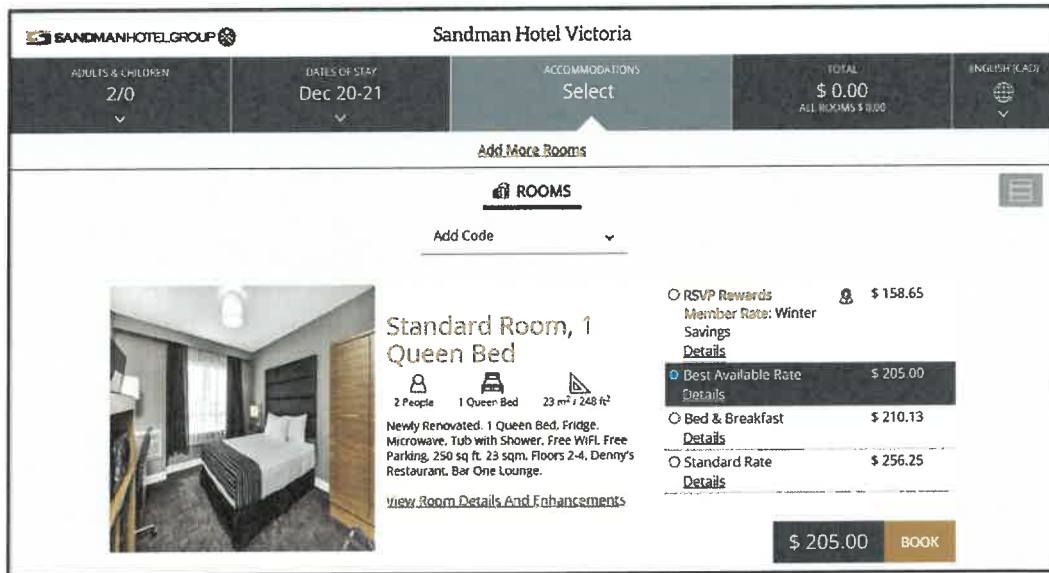 SANDMAN HOTEL GROUP
Sandman Hotel Victoria
ADULTS & CHILDREN
2/0
DATES OF STAY
Dec 20-21
ACCOMMODATIONS
Select
TOTAL
$ 0.00
ALL ROOMS $ 0.00
ENGLISH (CAD)
Add More Rooms
ROOMS
Add Code
Standard Room, 1
Queen Bed
2 People
1 Queen Bed
23 m² / 248 ft²
Newly Renovated. 1 Queen Bed, Fridge.
Microwave, Tub with Shower, Free WiFi, Free
Parking, 250 sq ft. 23 sqm. Floors 2-4, Denny's
Restaurant. Bar One Lounge.
View Room Details And Enhancements
RSVP Rewards $ 158.65
Member Rate: Winter
Savings
Details
Best Available Rate $ 205.00
Details
Bed & Breakfast $ 210.13
Details
Standard Rate $ 256.25
Details
$ 205.00 BOOK